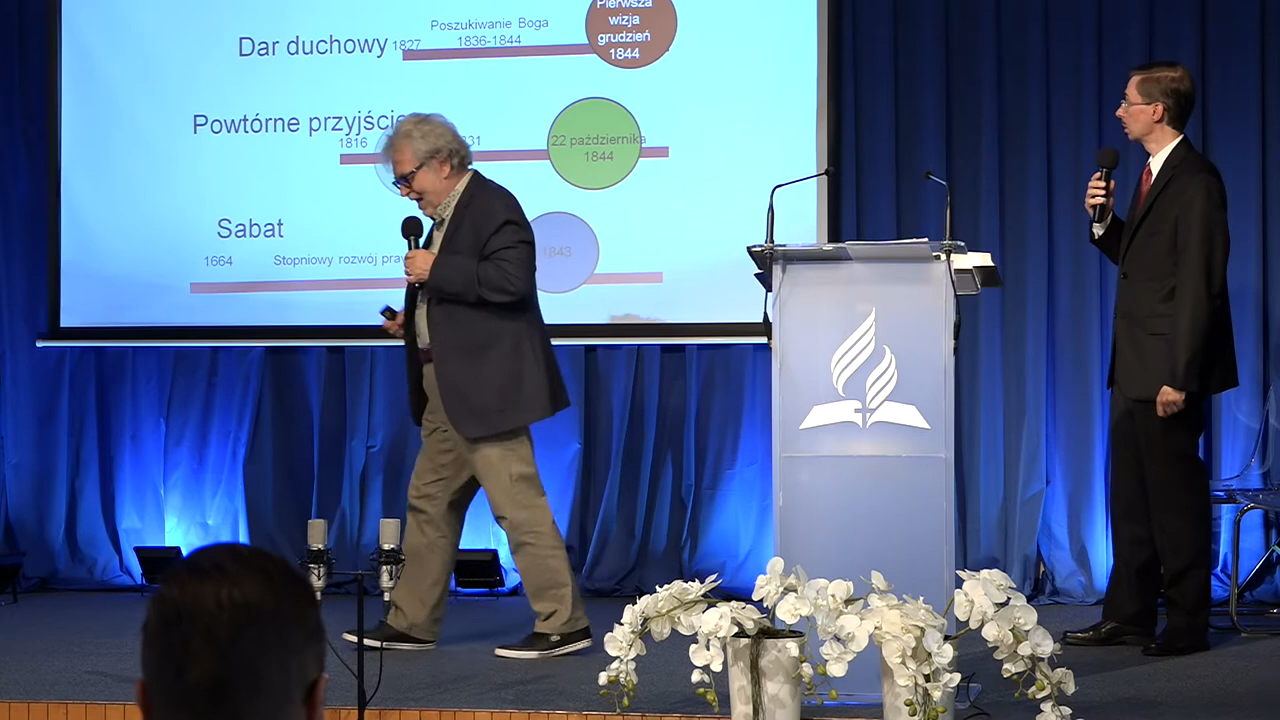 Pierwsza
wizja
grudzień
1844
Poszukiwanie Boga
1836-1844
Dar duchowy
1827
Powtórne przyjście
1816
22 października
1844
Sabat
1843
1664
Stopniowy rozwój